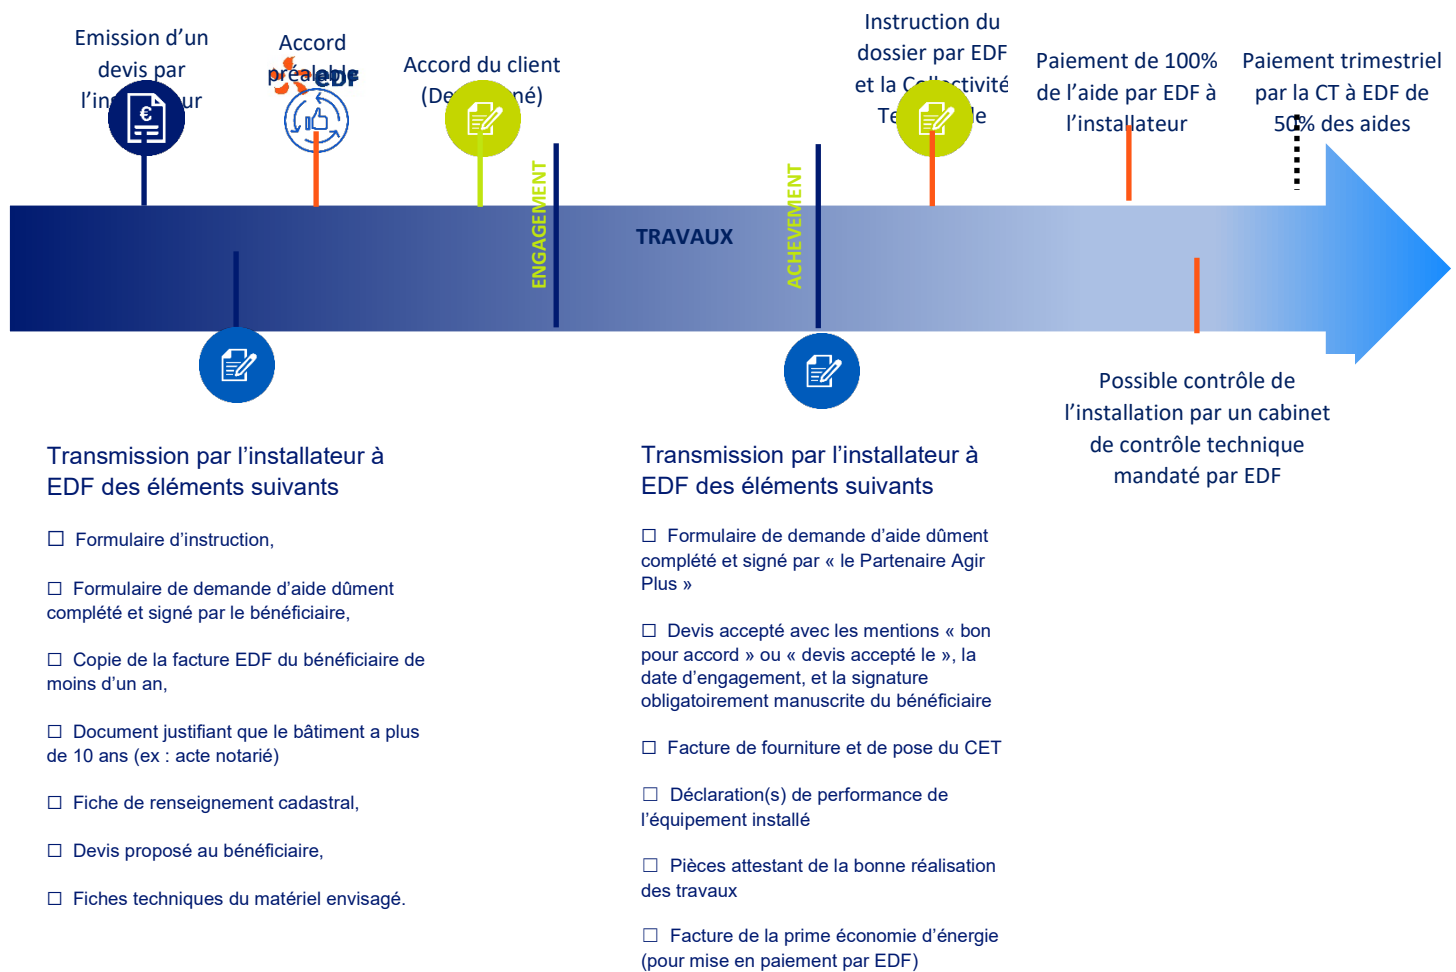 Emission d’un
devis par
Accord
préalable
edf
Accord du client
Instruction du
dossier par EDF
et la
Paiement de 100%
de l’aide par EDF à
l’installateur
Paiement trimestriel
par la CT à EDF de
50% des aides
€
ENGAGEMENT
TRAVAUX
ACHEVEMENT
Possible contrôle de
l’installation par un cabinet
de contrôle technique
mandaté par EDF
Transmission par l’installateur à
EDF des éléments suivants
☐ Formulaire d’instruction,
☐ Formulaire de demande d’aide dûment
complété et signé par le bénéficiaire,
☐ Copie de la facture EDF du bénéficiaire de
moins d’un an,
☐ Document justifiant que le bâtiment a plus
de 10 ans (ex : acte notarié)
☐ Fiche de renseignement cadastral,
☐ Devis proposé au bénéficiaire,
☐ Fiches techniques du matériel envisagé.
Transmission par l’installateur à
EDF des éléments suivants
☐ Formulaire de demande d’aide dûment
complété et signé par « le Partenaire Agir
Plus »
☐ Devis accepté avec les mentions « bon
pour accord » ou « devis accepté le », la
date d’engagement, et la signature
obligatoirement manuscrite du bénéficiaire
☐ Facture de fourniture et de pose du CET
☐ Déclaration(s) de performance de
l’équipement installé
☐ Pièces attestant de la bonne réalisation
des travaux
☐ Facture de la prime économie d’énergie
(pour mise en paiement par EDF)